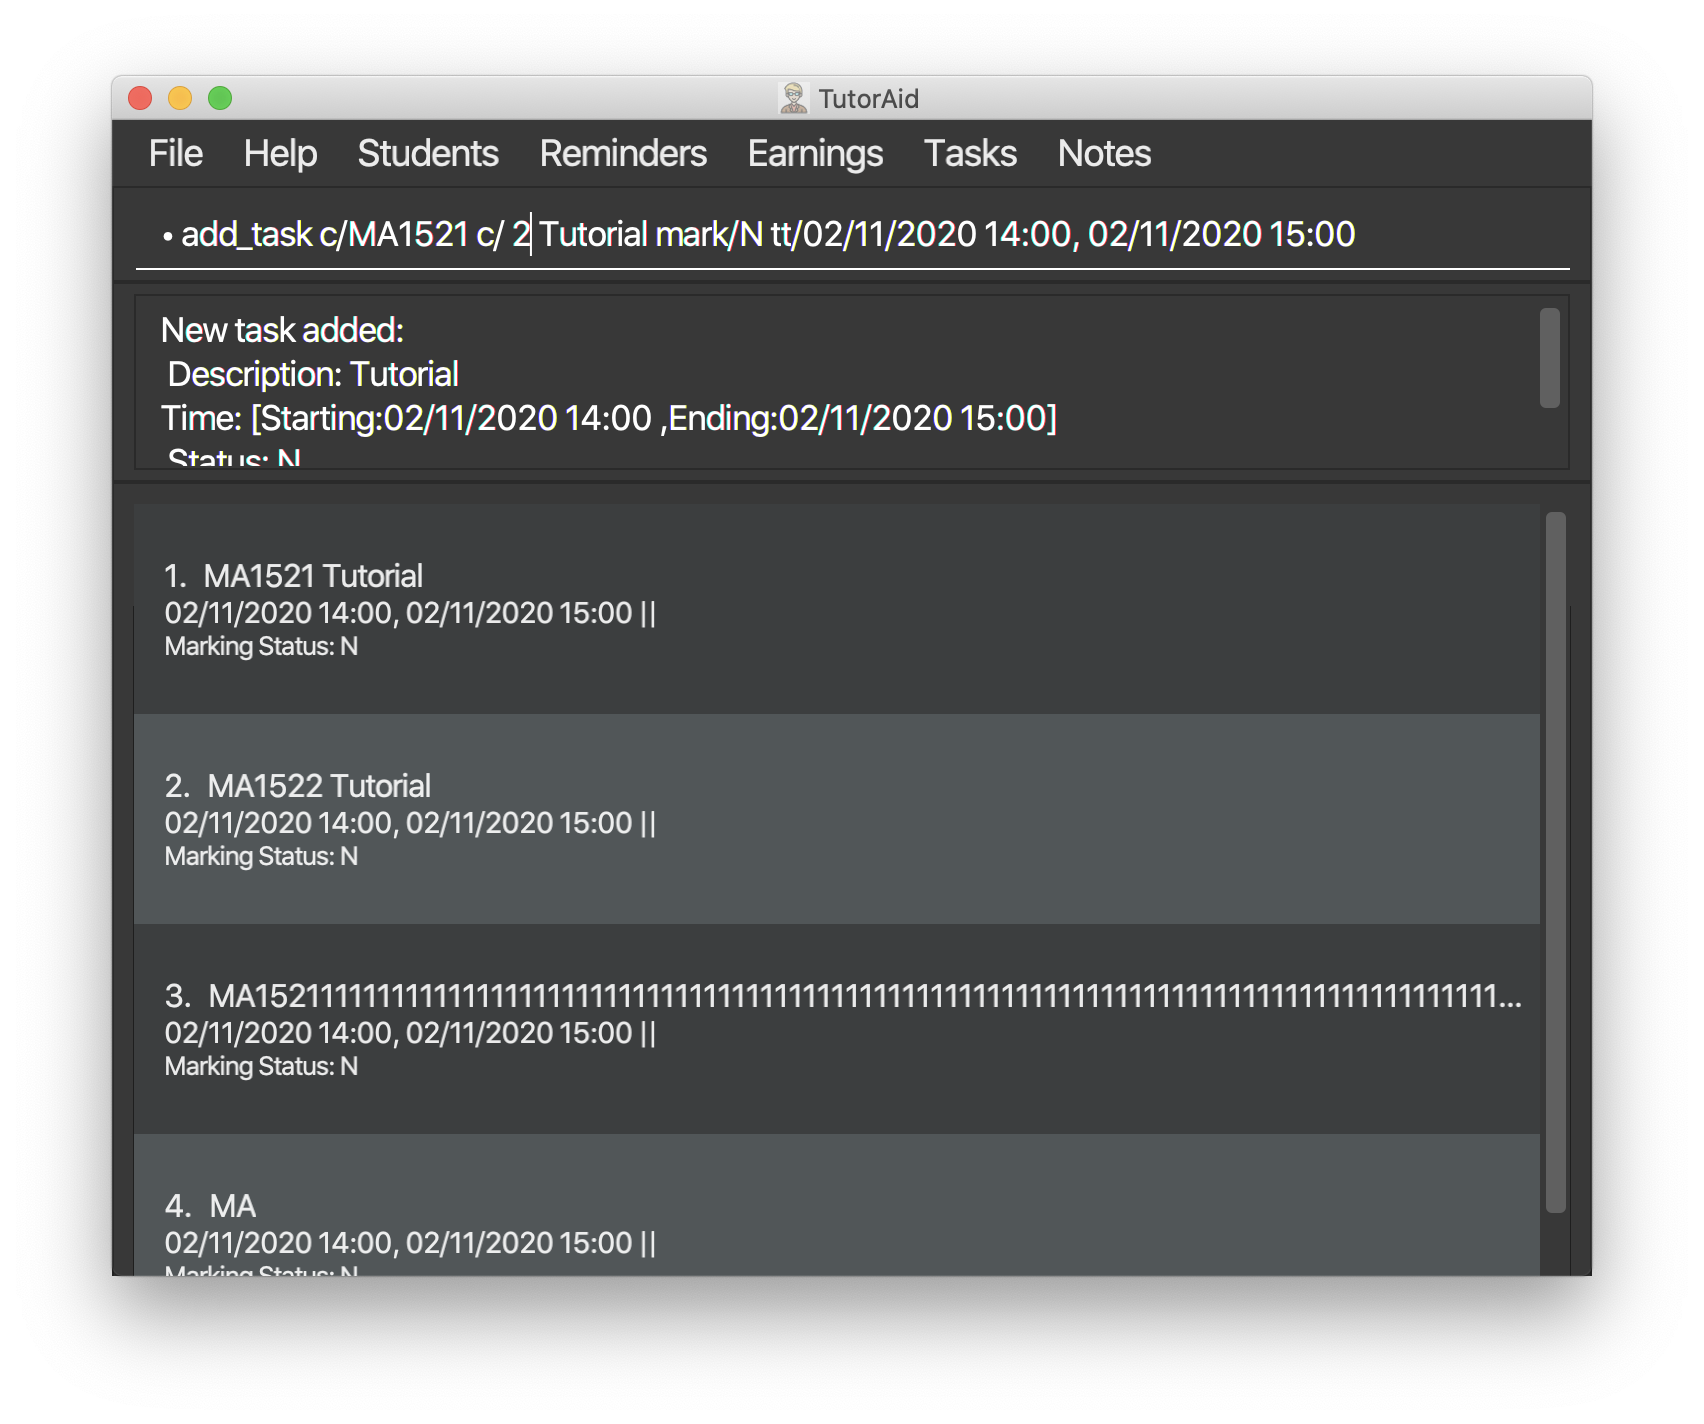 TutorAid
File Help Students Reminders Earnings Tasks Notes
• add_task c/MA1521 c/ 2 Tutorial mark/N tt/02/11/2020 14:00, 02/11/2020 15:00
New task added:
Description: Tutorial
Time: [Starting:02/11/2020 14:00 ,Ending:02/11/2020 15:00]
Status: N
1. MA1521 Tutorial
02/11/2020 14:00, 02/11/2020 15:00 ||
Marking Status: N
2. MA1522 Tutorial
02/11/2020 14:00, 02/11/2020 15:00 ||
Marking Status: N
3. MA15211111111111111111111111111111111111111111111111111111111111111111111111111111111111111...
02/11/2020 14:00, 02/11/2020 15:00 ||
Marking Status: N
4. MA
02/11/2020 14:00, 02/11/2020 15:00 ||
Marking Status: N